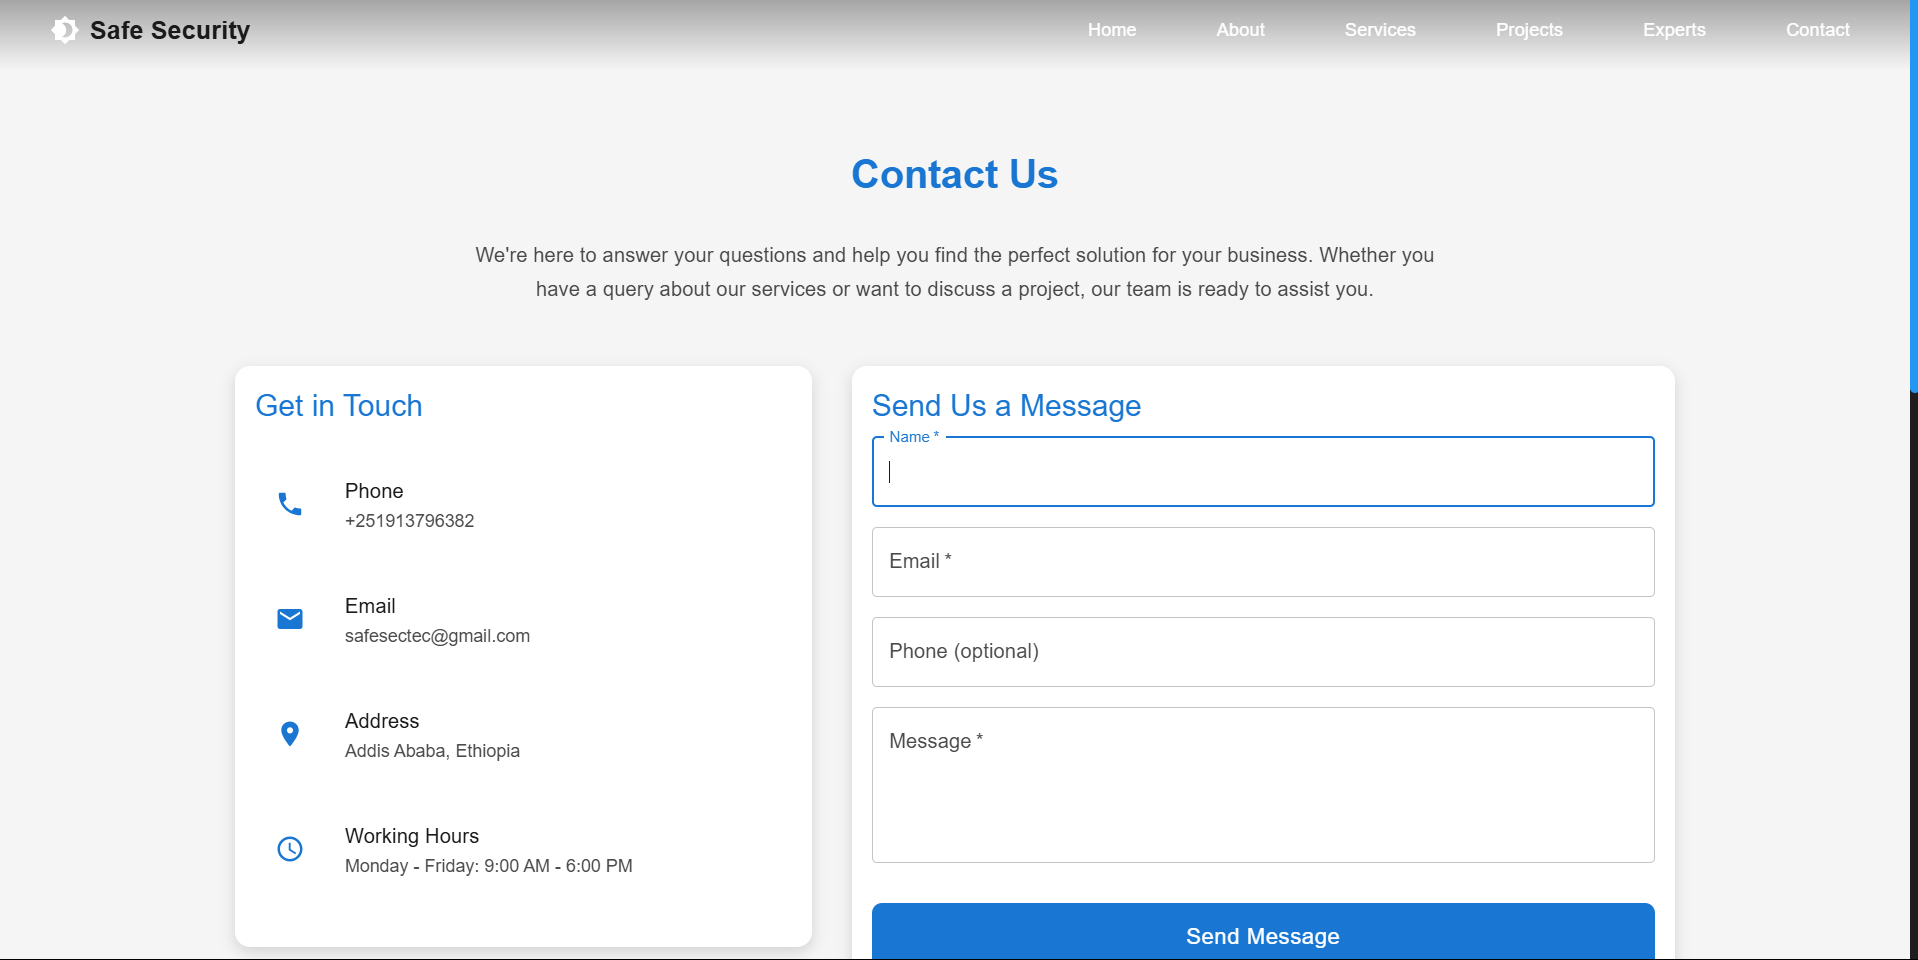 Safe Security
Home
About
Services
Projects
Experts
Contact
Contact Us
We're here to answer your questions and help you find the perfect solution for your business. Whether you
have a query about our services or want to discuss a project, our team is ready to assist you.
Get in Touch
Phone
+251913796382
Email
safesectec@gmail.com
Address
Addis Ababa, Ethiopia
Working Hours
Monday - Friday: 9:00 AM - 6:00 PM
Send Us a Message
Name *
Email *
Phone (optional)
Message *
Send Message